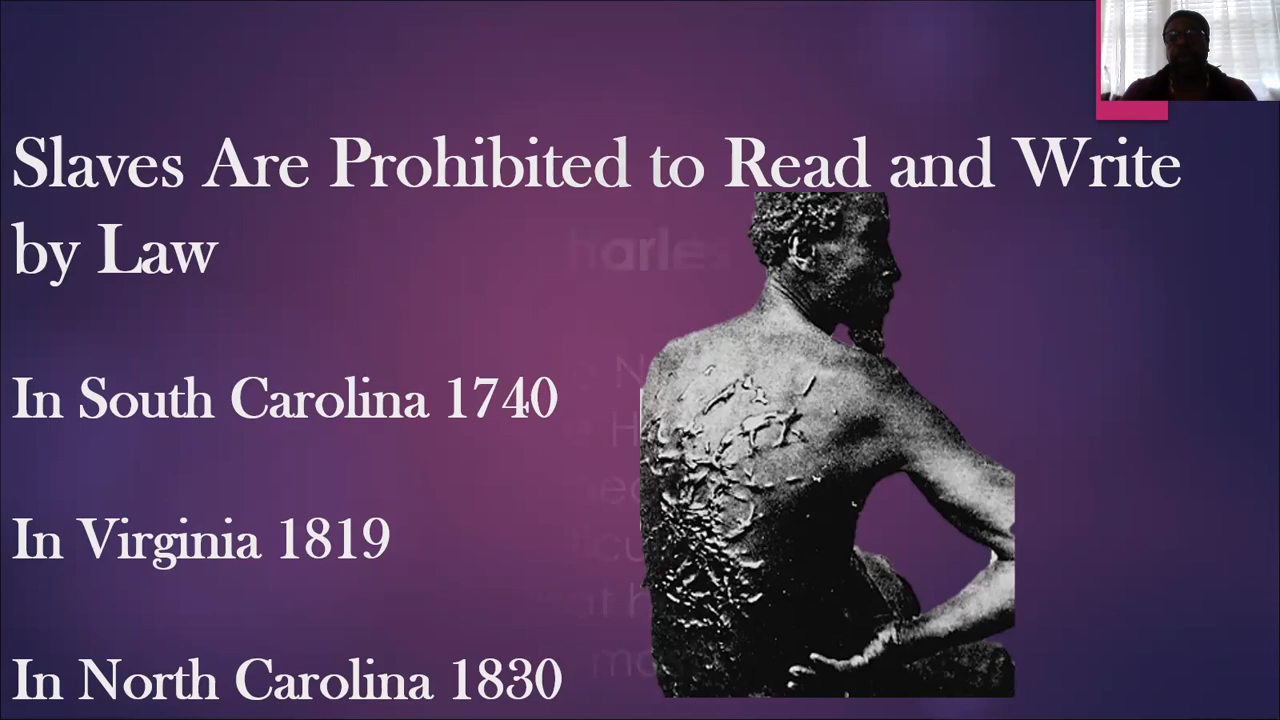 Slaves Are Prohibited to Read and Write
by Law
In South Carolina 1740
In Virginia 1819
In North Carolina 1830